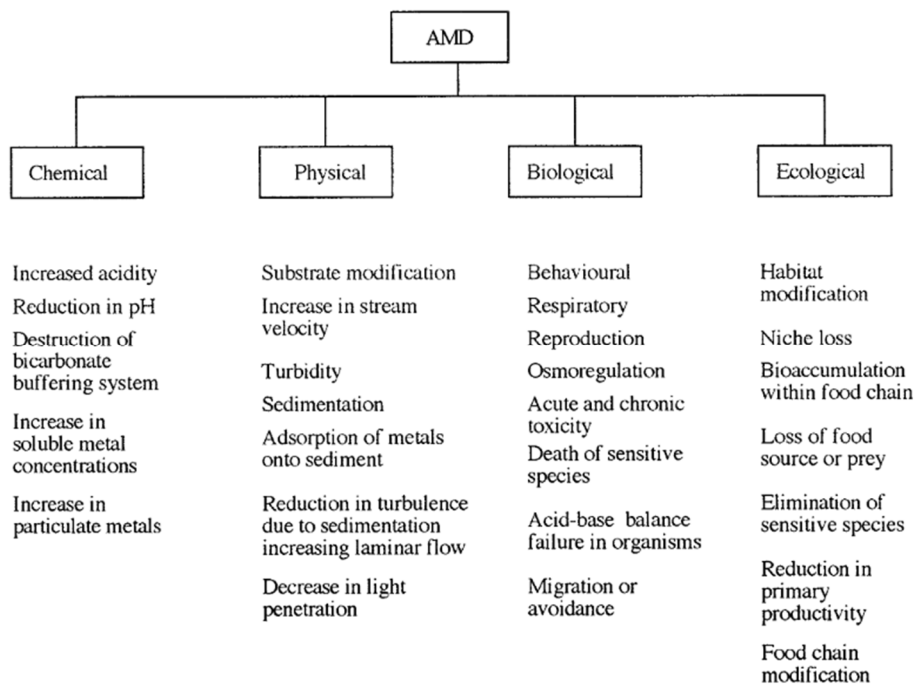 AMD
Chemical
Physical
Biological
Ecological
Increased acidity
Reduction in pH
Destruction of
bicarbonate
buffering system
Increase in
soluble metal
concentrations
Increase in
particulate metals
Substrate modification
Increase in stream
velocity
Turbidity
Sedimentation
Adsorption of metals
onto sediment
Reduction in turbulence
due to sedimentation
increasing laminar flow
Decrease in light
penetration
Behavioural
Respiratory
Reproduction
Osmoregulation
Acute and chronic
toxicity
Death of sensitive
species
Acid-base balance
failure in organisms
Migration or
avoidance
Habitat
modification
Niche loss
Bioaccumulation
within food chain
Loss of food
source or prey
Elimination of
sensitive species
Reduction in
primary
productivity
Food chain
modification